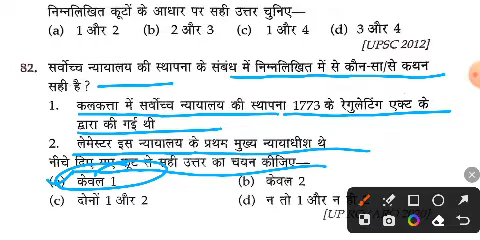 निम्नलिखित कूटों के आधार पर सही उत्तर चुनिए—
(a) 1 और 2 (b) 2 और 3 (c) 1 और 4 (d) 3 और 4
[UPSC 2012]
82. सर्वोच्च न्यायालय की स्थापना के संबंध में निम्नलिखित में से कौन-सा/से कथन
सही है ?
1. कलकत्ता में सर्वोच्च न्यायालय की स्थापना 1773 के रेगुलेटिंग एक्ट के
द्वारा की गई थी
2. लेमेस्टर इस न्यायालय के प्रथम मुख्य न्यायाधीश थे
नीचे दिए गए कूट से सही उत्तर का चयन कीजिए—
केवल 1 (b) केवल 2
(c) दोनों 1 और 2 (d) न तो 1 और न